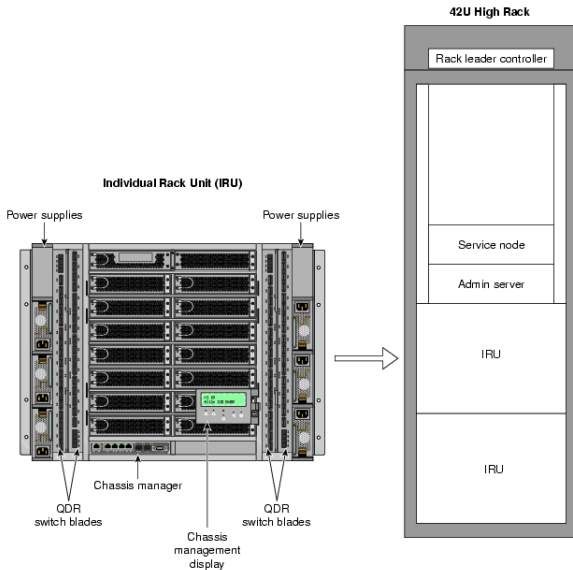 42U High Rack
Rack leader controller
Individual Rack Unit (IRU)
Power supplies
Power supplies
Service node
Admin server
IRU
IRU
Chassis manager
QDR
switch blades
QDR
switch blades
Chassis
management
display